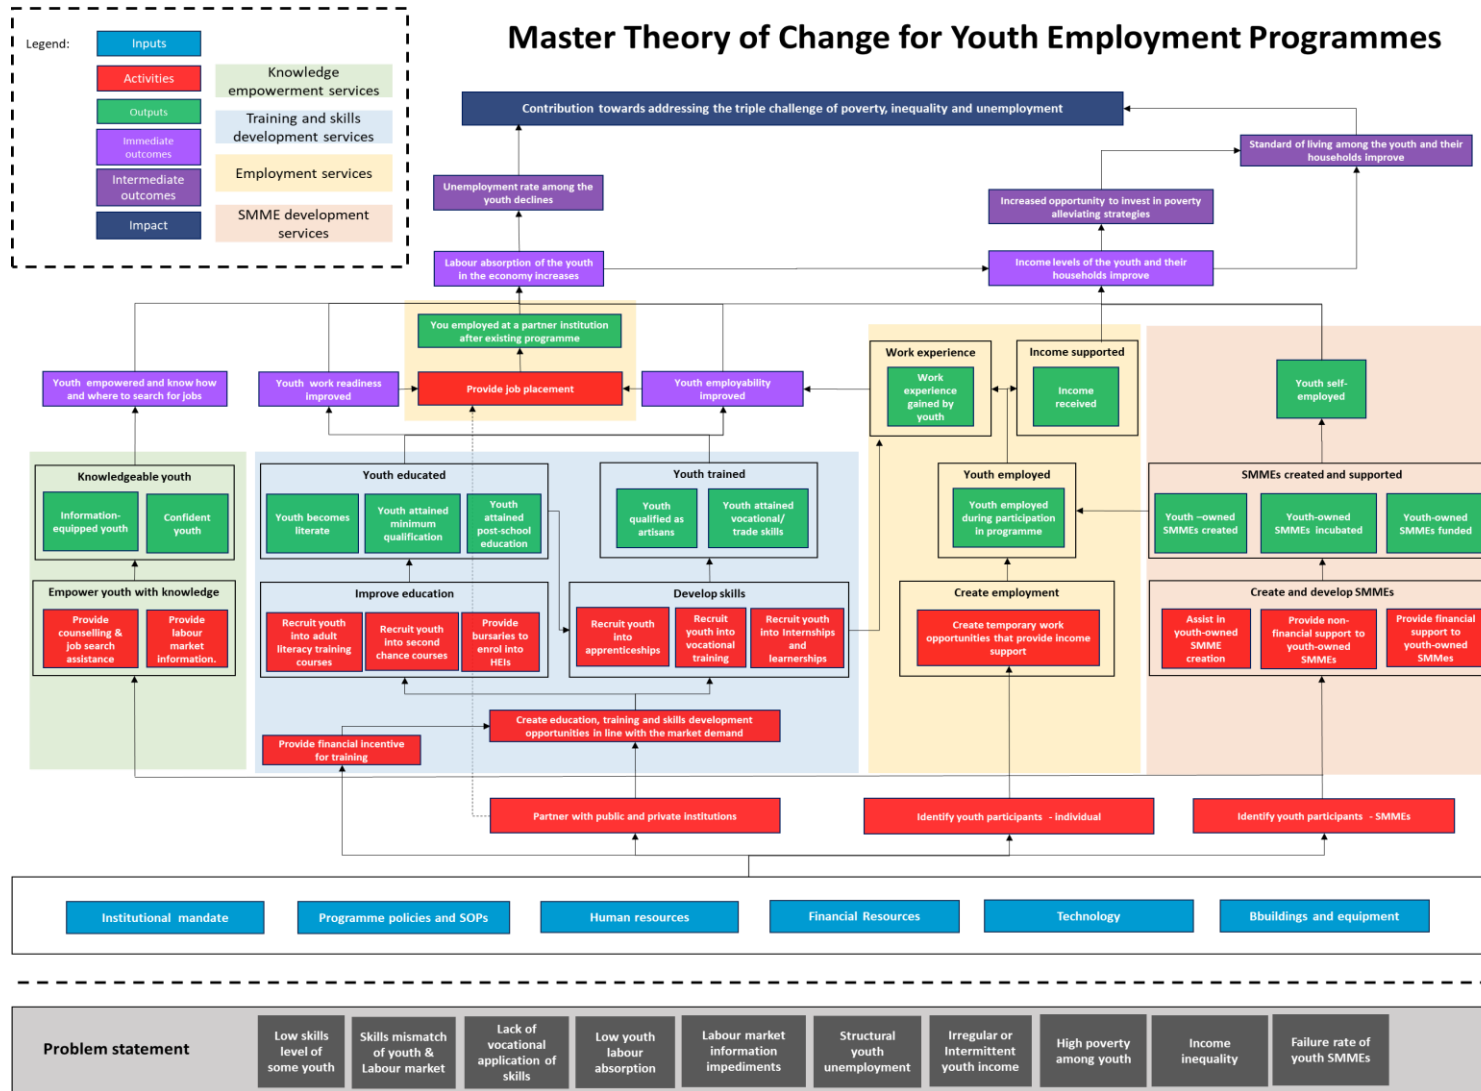 Master Theory of Change for Youth Employment Programmes
Legend:
Inputs
Activities
Outputs
Immediate
outcomes
Intermediate
outcomes
Impact
Knowledge
empowerment services
Training and skills
development services
Employment services
SMME development
services
Contribution towards addressing the triple challenge of poverty, inequality and unemployment
Standard of living among the youth and their
households improve
Unemployment rate among the
youth declines
Increased opportunity to invest in poverty
alleviating strategies
Labour absorption of the youth
in the economy increases
Income levels of the youth and their
households improve
You employed at a partner institution
after existing programme
Youth empowered and know how
and where to search for jobs
Youth work readiness
improved
Provide job placement
Youth employability
improved
Work experience
Work
experience
gained by
youth
Income supported
Income
received
Youth self-
employed
Knowledgeable youth
Information-
equipped youth
Confident
youth
Youth educated
Youth becomes
literate
Youth attained
minimum
qualification
Youth
attained
post-school
education
Youth trained
Youth
qualified as
artisans
Youth attained
vocational/
trade skills
Youth employed
Youth employed
during participation
in programme
SMMEs created and supported
Youth –owned
SMMEs created
Youth-owned
SMMEs incubated
Youth-owned
SMMEs funded
Empower youth with knowledge
Provide
counselling &
job search
assistance
Provide
labour
market
information.
Improve education
Recruit youth
into adult
literacy training
courses
Recruit youth
into second
chance courses
Provide
bursaries to
enrol into
HEIs
Develop skills
Recruit youth
into
apprenticeships
Recruit
youth into
vocational
training
Recruit youth
into Internships
and
learnerships
Create employment
Create temporary work
opportunities that provide income
support
Create and develop SMMEs
Assist in
youth-owned
SMME
creation
Provide non-
financial support
to youth-owned
SMMEs
Provide financial
support to
youth-owned
SMMes
Create education, training and skills development
opportunities in line with the market demand
Provide financial incentive
for training
Partner with public and private institutions
Identify youth participants - individual
Identify youth participants - SMMEs
Institutional mandate
Programme policies and SOPs
Human resources
Financial Resources
Technology
Bbuildings and equipment
Problem statement
Low skills
level of
some youth
Skills mismatch
of youth &
Labour market
Lack of
vocational
application of
skills
Low youth
labour
absorption
Labour market
information
impediments
Structural
youth
unemployment
Irregular or
Intermittent
youth income
High poverty
among youth
Income
inequality
Failure rate of
youth SMMEs